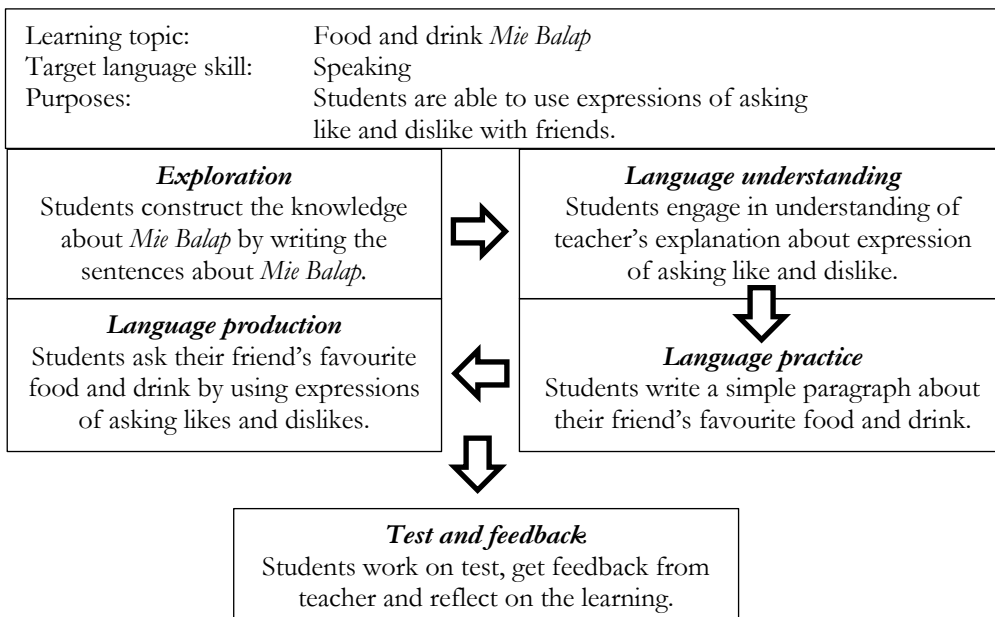 Learning topic: Food and drink Mie Balap
Target language skill: Speaking
Purposes: Students are able to use expressions of asking
like and dislike with friends.
Exploration
Students construct the knowledge
about Mie Balap by writing the
sentences about Mie Balap.
Language understanding
Students engage in understanding of
teacher’s explanation about expression
of asking like and dislike.
Language production
Students ask their friend’s favourite
food and drink by using expressions
of asking likes and dislikes.
Language practice
Students write a simple paragraph about
their friend’s favourite food and drink.
Test and feedback
Students work on test, get feedback from
teacher and reflect on the learning.